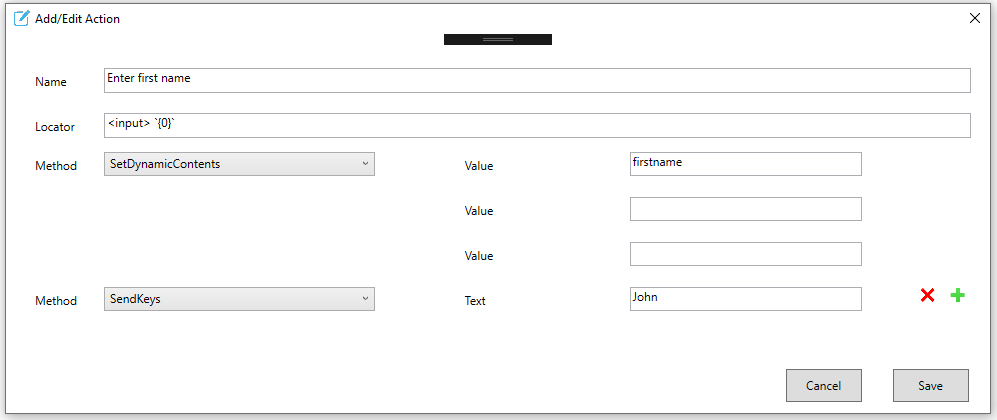 Add/Edit Action
Name Enter first name
Locator <input> `{0}`
Method SetDynamicContents Value firstname
Value
Value
Method SendKeys Text John
Cancel Save